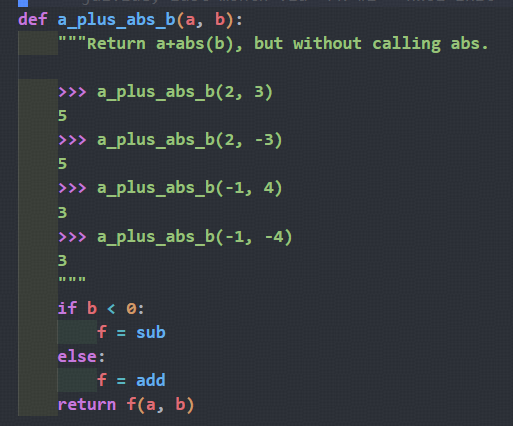 def a_plus_abs_b(a, b):
    """Return a+abs(b), but without calling abs.

    >>> a_plus_abs_b(2, 3)
    5
    >>> a_plus_abs_b(2, -3)
    5
    >>> a_plus_abs_b(-1, 4)
    3
    >>> a_plus_abs_b(-1, -4)
    3
    """
    if b < 0:
        f = sub
    else:
        f = add
    return f(a, b)